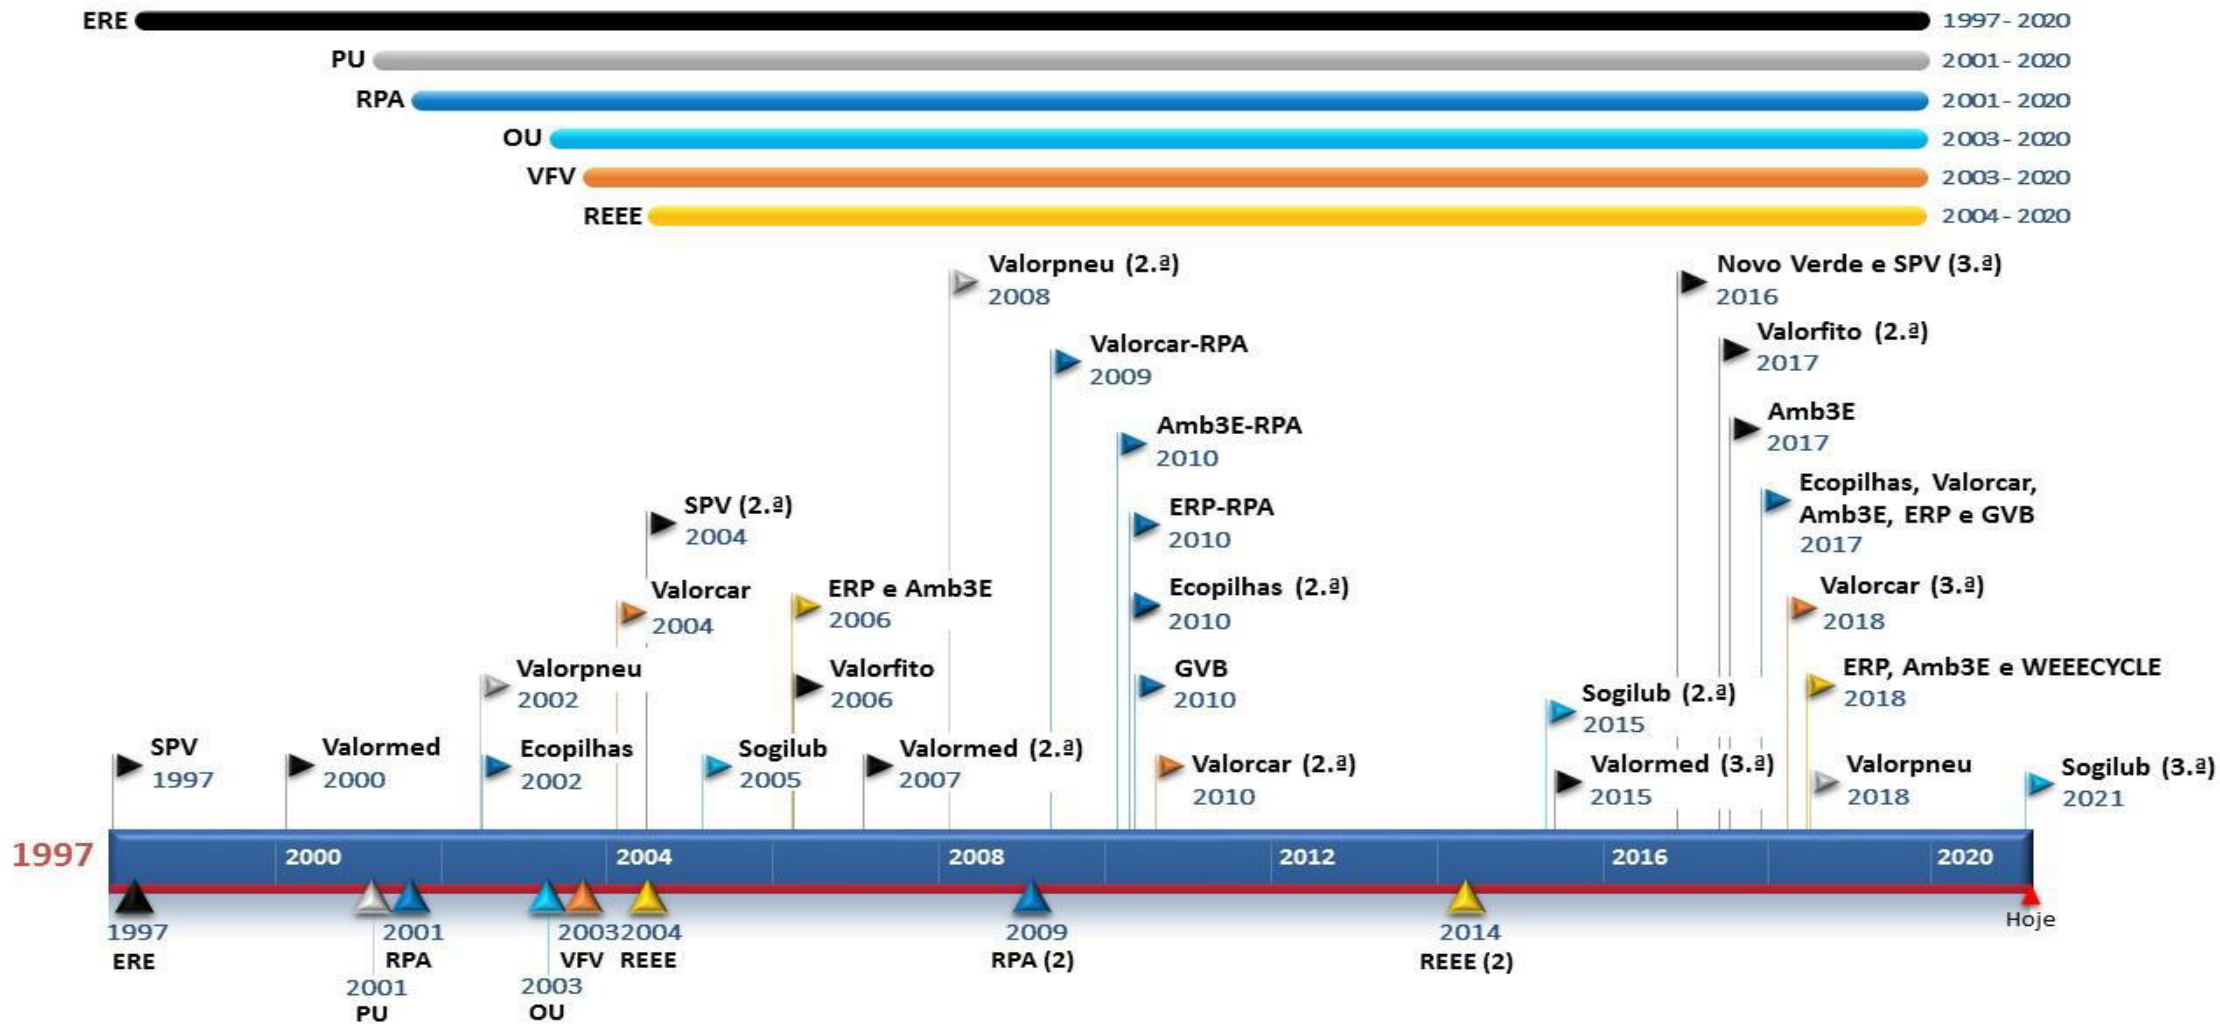 ERE 1997-2020
PU 2001-2020
RPA 2001-2020
OU 2003-2020
VFV 2003-2020
REEE 2004-2020
Valorpneu (2.ª)
2008
Novo Verde e SPV (3.ª)
2016
Valorfito (2.ª)
2017
Valorcar-RPA
2009
Amb3E
2017
Amb3E-RPA
2010
Ecopilhas, Valorcar,
Amb3E, ERP e GVB
2017
SPV (2.ª)
2004
ERP-RPA
2010
Valorcar
2004
ERP e Amb3E
2006
Ecopilhas (2.ª)
2010
Valorcar (3.ª)
2018
Valorpneu
2002
Valorfito
2006
GVB
2010
Sogilub (2.ª)
2015
ERP, Amb3E e WEEECYCLE
2018
SPV
1997
Valormed
2000
Ecopilhas
2002
Sogilub
2005
Valormed (2.ª)
2007
Valorcar (2.ª)
2010
Valormed (3.ª)
2015
Valorpneu
2018
Sogilub (3.ª)
2021
1997 2000 2004 2008 2012 2016 2020
Hoje
1997
ERE
2001
PU
2001
RPA
2003
OU
2003
VFV
2004
REEE
2009
RPA (2)
2014
REEE (2)